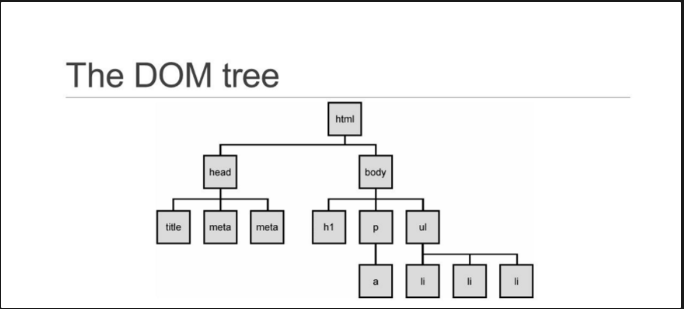 The DOM tree
html
head body
title meta meta h1 p ul
a li li li